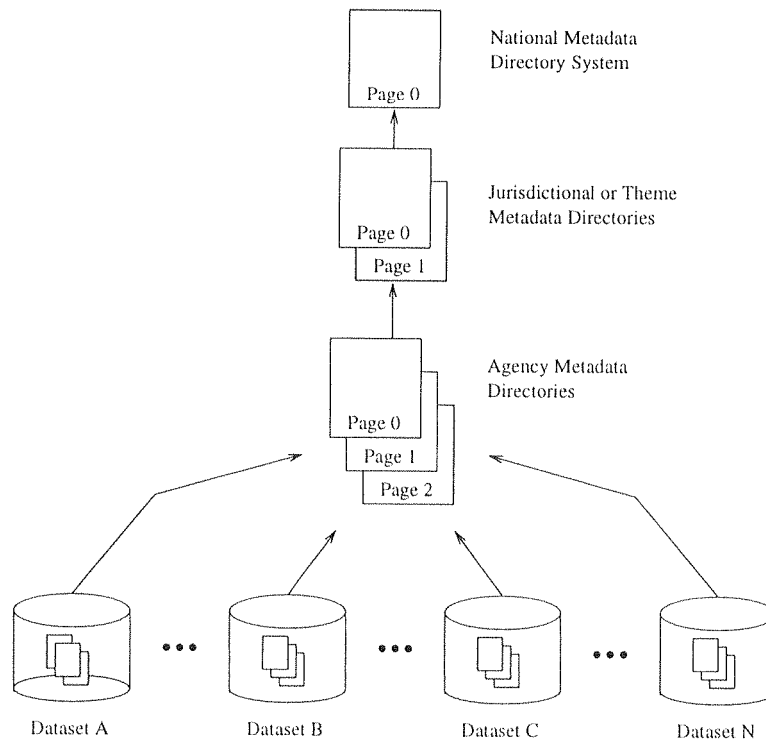 National Metadata
Directory System
Page 0
Jurisdictional or Theme
Metadata Directories
Page 0
Page 1
Agency Metadata
Directories
Page 0
Page 1
Page 2
Dataset A
Dataset B
Dataset C
Dataset N